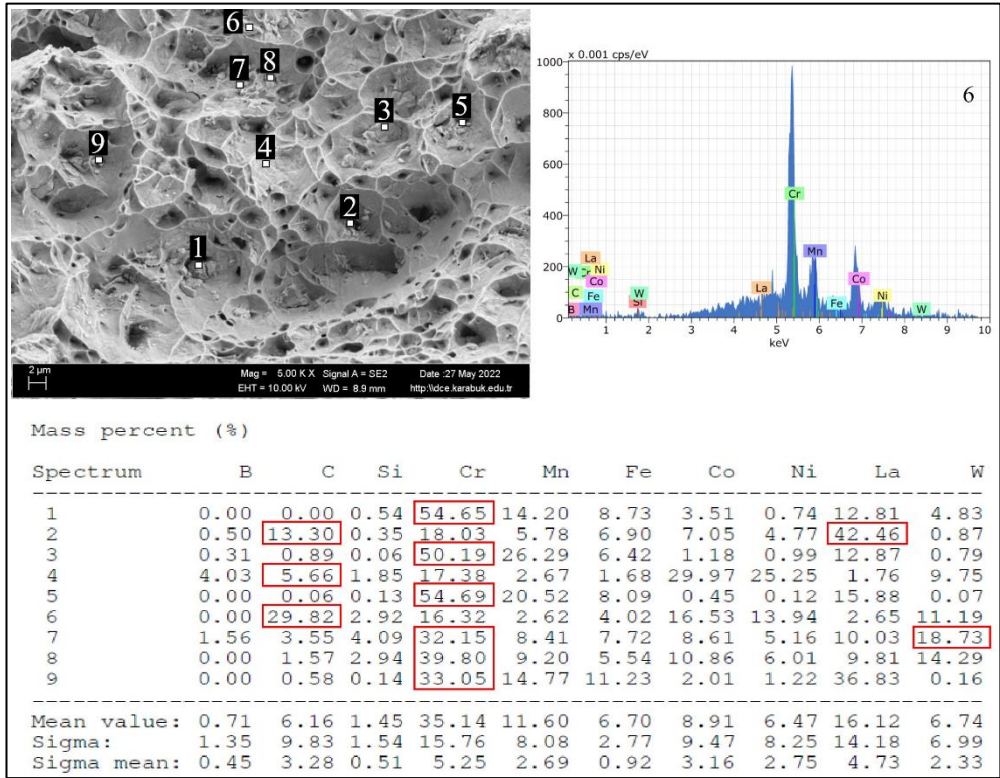 6
7
8
3
5
9
4
2
1
2 µm
Mag = 5.00 K X Signal A = SE2 Date :27 May 2022
EHT = 10.00 kV WD = 8.9 mm http:\\dce.karabuk.edu.tr
x 0.001 cps/eV
6
1000
800
600
400
200
0
Cr
La
Mn
W Cr Ni
Co
C Fe
B Mn
W
Si
La
Fe
Co
Ni
W
1 2 3 4 5 6 7 8 9 10
keV
Mass percent (%)
Spectrum B C Si Cr Mn Fe Co Ni La W
1 0.00 0.00 0.54 54.65 14.20 8.73 3.51 0.74 12.81 4.83
2 0.50 13.30 0.35 18.03 5.78 6.90 7.05 4.77 42.46 0.87
3 0.31 0.89 0.06 50.19 26.29 6.42 1.18 0.99 12.87 0.79
4 4.03 5.66 1.85 17.38 2.67 1.68 29.97 25.25 1.76 9.75
5 0.00 0.06 0.13 54.69 20.52 8.09 0.45 0.12 15.88 0.07
6 0.00 29.82 2.92 16.32 2.62 4.02 16.53 13.94 2.65 11.19
7 1.56 3.55 4.09 32.15 8.41 7.72 8.61 5.16 10.03 18.73
8 0.00 1.57 2.94 39.80 9.20 5.54 10.86 6.01 9.81 14.29
9 0.00 0.58 0.14 33.05 14.77 11.23 2.01 1.22 36.83 0.16
Mean value: 0.71 6.16 1.45 35.14 11.60 6.70 8.91 6.47 16.12 6.74
Sigma: 1.35 9.83 1.54 15.76 8.08 2.77 9.47 8.25 14.18 6.99
Sigma mean: 0.45 3.28 0.51 5.25 2.69 0.92 3.16 2.75 4.73 2.33